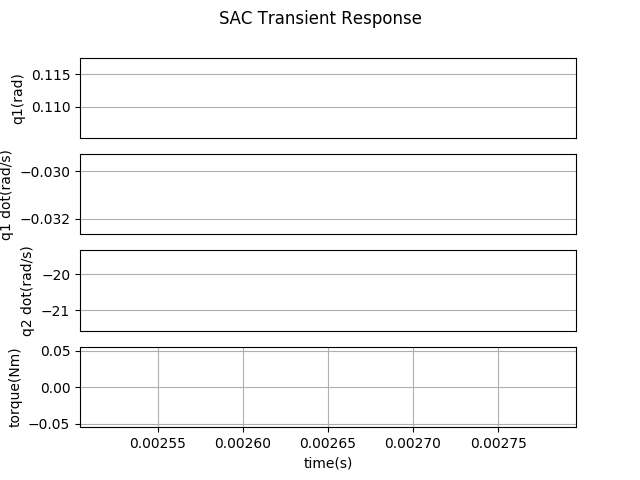 SAC Transient Response
q1(rad)
0.115
0.110
q1 dot(rad/s)
−0.030
−0.032
q2 dot(rad/s)
−20
−21
torque(Nm)
0.05
0.00
−0.05
0.00255 0.00260 0.00265 0.00270 0.00275
time(s)